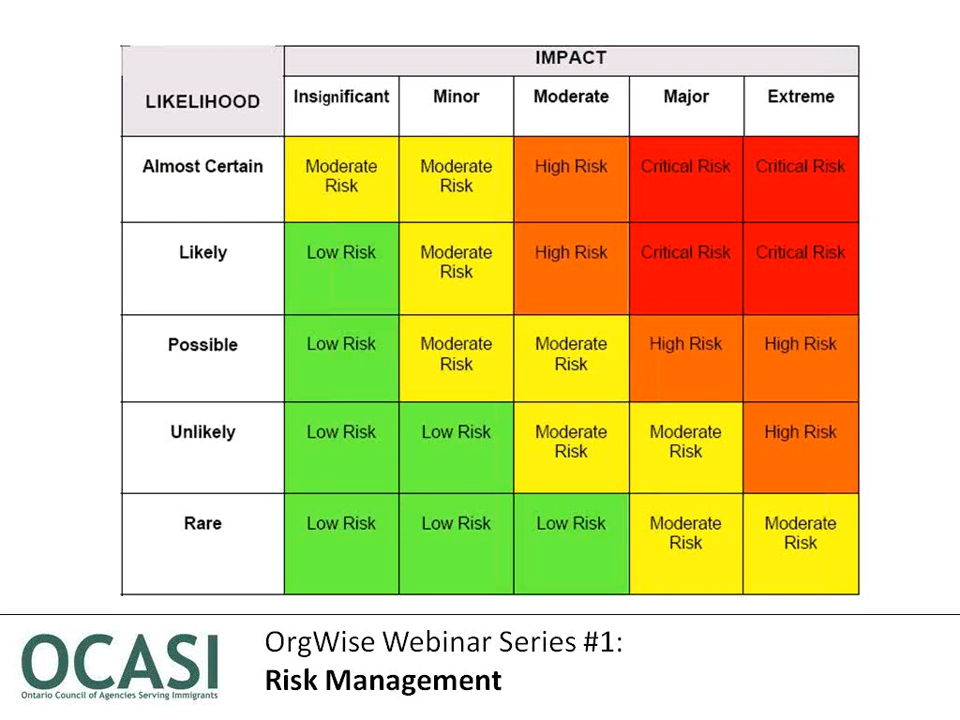 IMPACT
LIKELIHOOD
Insignificant Minor Moderate Major Extreme
Almost Certain Moderate Risk Moderate Risk High Risk Critical Risk Critical Risk
Likely Low Risk Moderate Risk High Risk Critical Risk Critical Risk
Possible Low Risk Moderate Risk Moderate Risk High Risk High Risk
Unlikely Low Risk Low Risk Moderate Risk Moderate Risk High Risk
Rare Low Risk Low Risk Low Risk Moderate Risk Moderate Risk
OCASI
Ontario Council of Agencies Serving Immigrants
OrgWise Webinar Series #1:
Risk Management